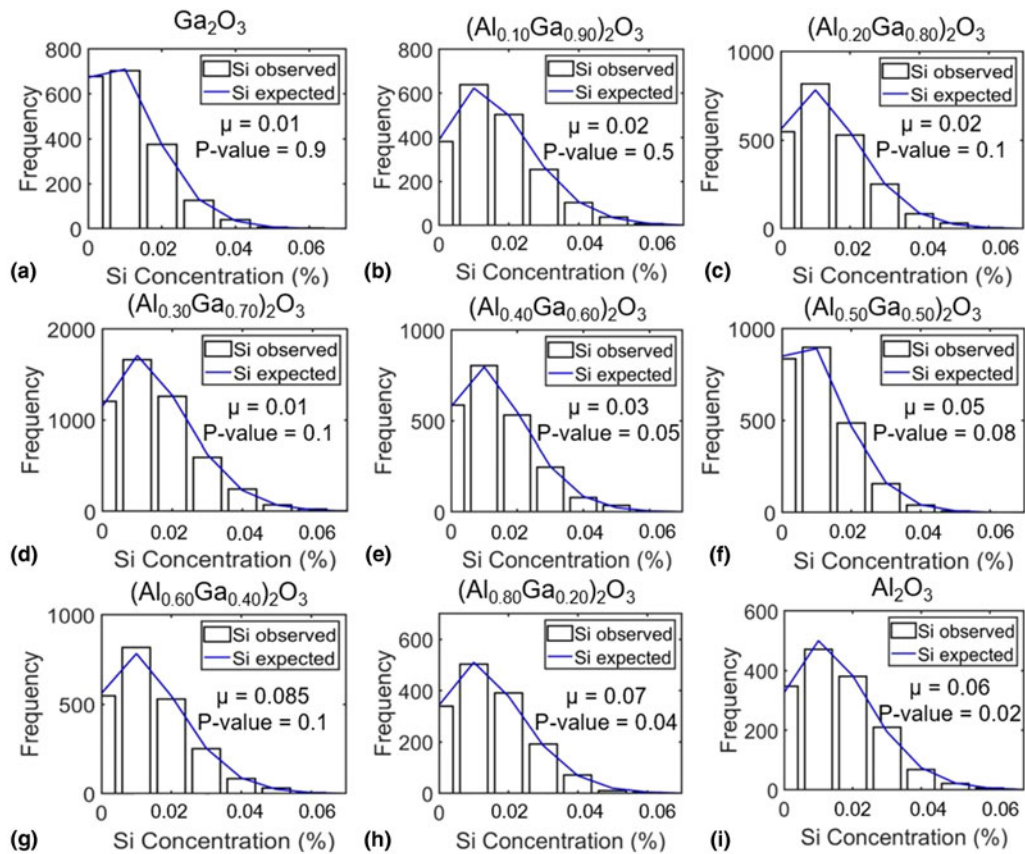 Ga₂O₃
800
600
400
200
0
Frequency
Si observed
Si expected
μ = 0.01
P-value = 0.9
0 0.02 0.04 0.06
(a) Si Concentration (%)
(Al₀.₁₀Ga₀.₉₀)₂O₃
800
600
400
200
0
Frequency
Si observed
Si expected
μ = 0.02
P-value = 0.5
0 0.02 0.04 0.06
(b) Si Concentration (%)
(Al₀.₂₀Ga₀.₈₀)₂O₃
1000
500
0
Frequency
Si observed
Si expected
μ = 0.02
P-value = 0.1
0 0.02 0.04 0.06
(c) Si Concentration (%)
(Al₀.₃₀Ga₀.₇₀)₂O₃
2000
1000
0
Frequency
Si observed
Si expected
μ = 0.01
P-value = 0.1
0 0.02 0.04 0.06
(d) Si Concentration (%)
(Al₀.₄₀Ga₀.₆₀)₂O₃
1000
500
0
Frequency
Si observed
Si expected
μ = 0.03
P-value = 0.05
0 0.02 0.04 0.06
(e) Si Concentration (%)
(Al₀.₅₀Ga₀.₅₀)₂O₃
1000
500
0
Frequency
Si observed
Si expected
μ = 0.05
P-value = 0.08
0 0.02 0.04 0.06
(f) Si Concentration (%)
(Al₀.₆₀Ga₀.₄₀)₂O₃
1000
500
0
Frequency
Si observed
Si expected
μ = 0.085
P-value = 0.1
0 0.02 0.04 0.06
(g) Si Concentration (%)
(Al₀.₈₀Ga₀.₂₀)₂O₃
600
400
200
0
Frequency
Si observed
Si expected
μ = 0.07
P-value = 0.04
0 0.02 0.04 0.06
(h) Si Concentration (%)
Al₂O₃
600
400
200
0
Frequency
Si observed
Si expected
μ = 0.06
P-value = 0.02
0 0.02 0.04 0.06
(i) Si Concentration (%)